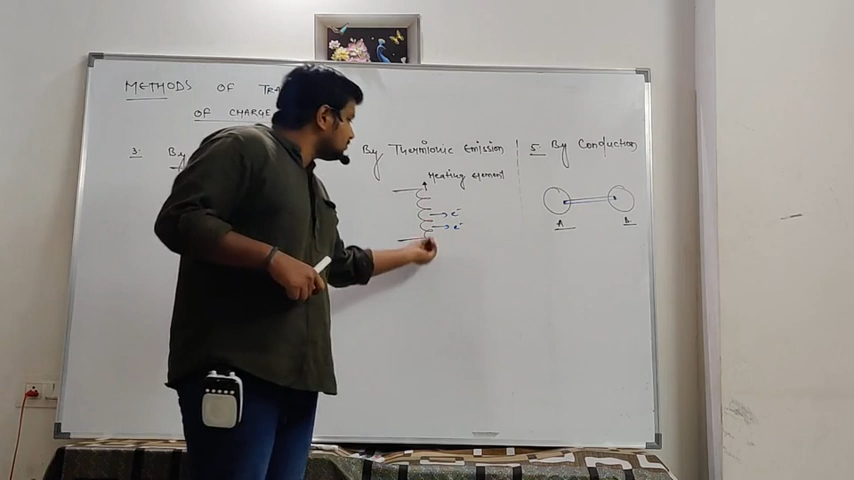 METHODS OF
OF CHARGE
3. By
By Thermionic Emission
Heating element
e⁻
e⁻
5. By Conduction
A
B